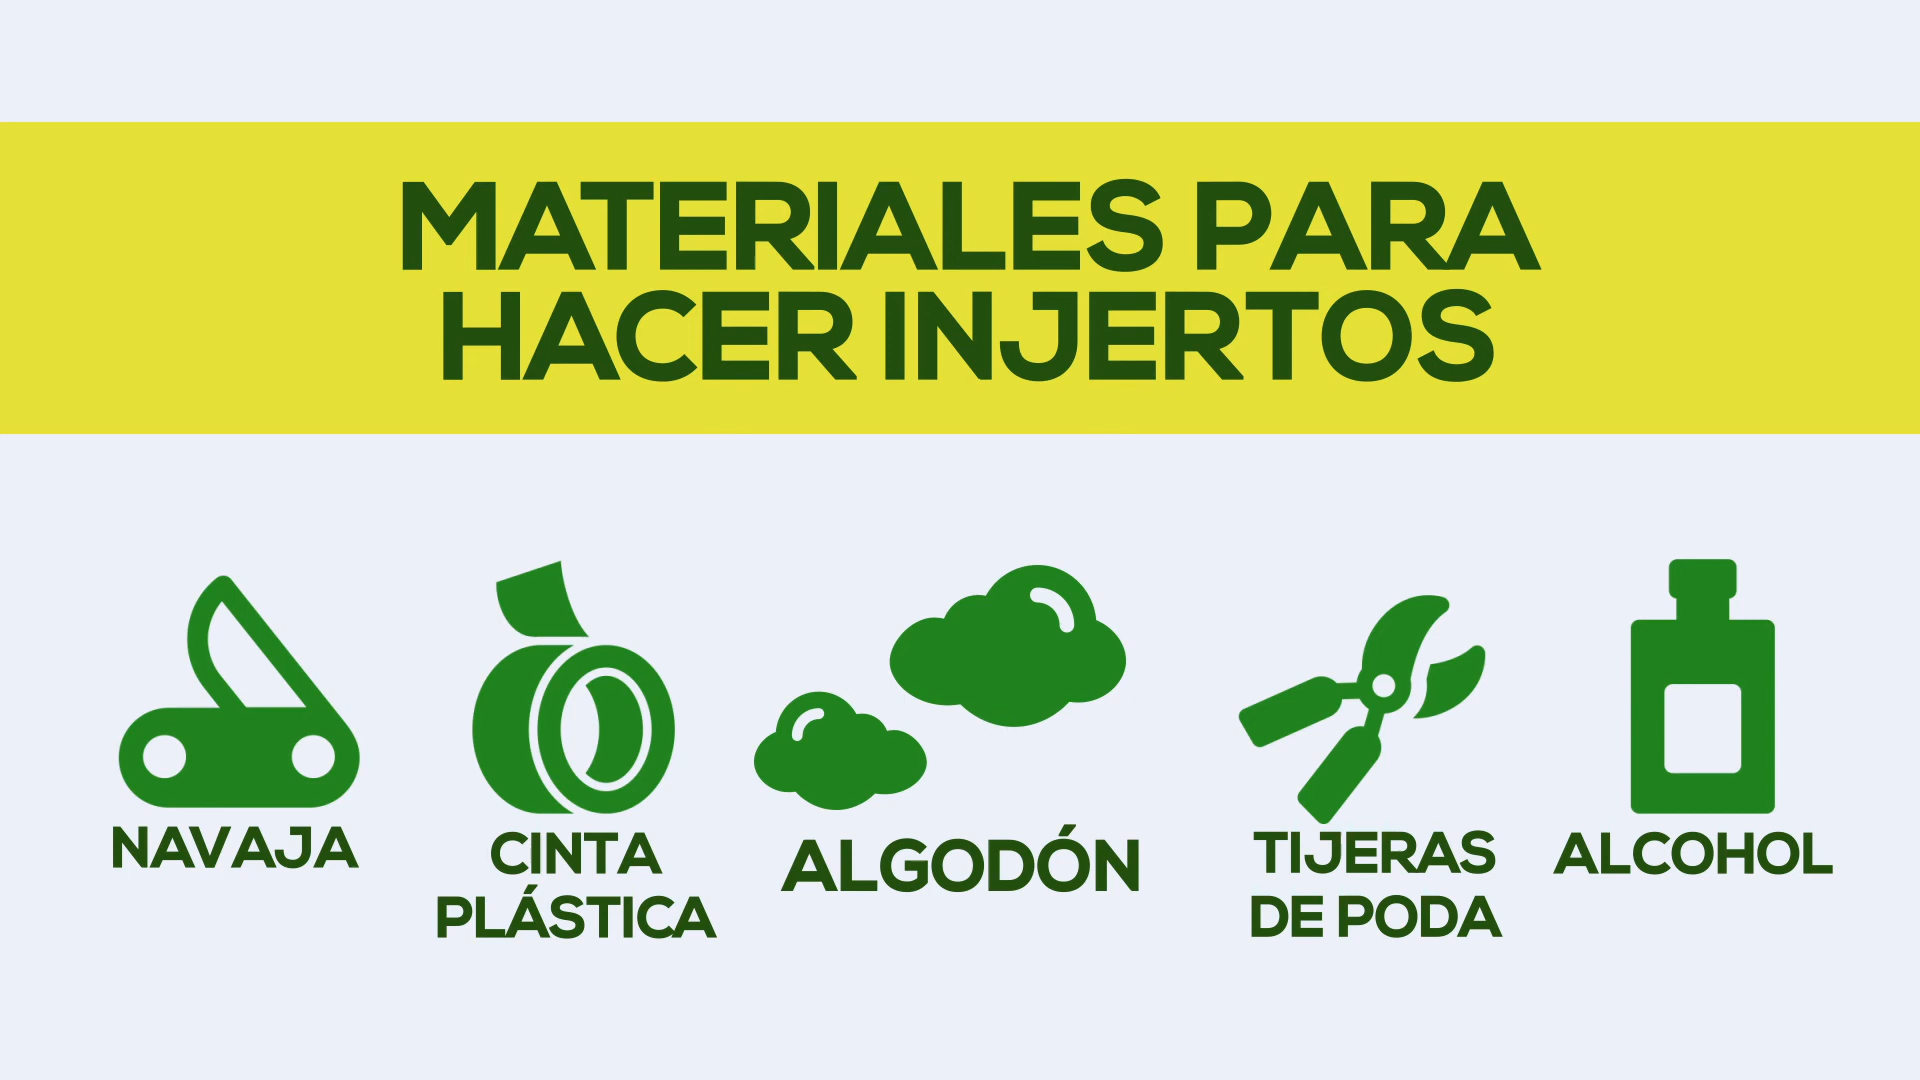 MATERIALES PARA
HACER INJERTOS
NAVAJA
CINTA
PLÁSTICA
ALGODÓN
TIJERAS
DE PODA
ALCOHOL